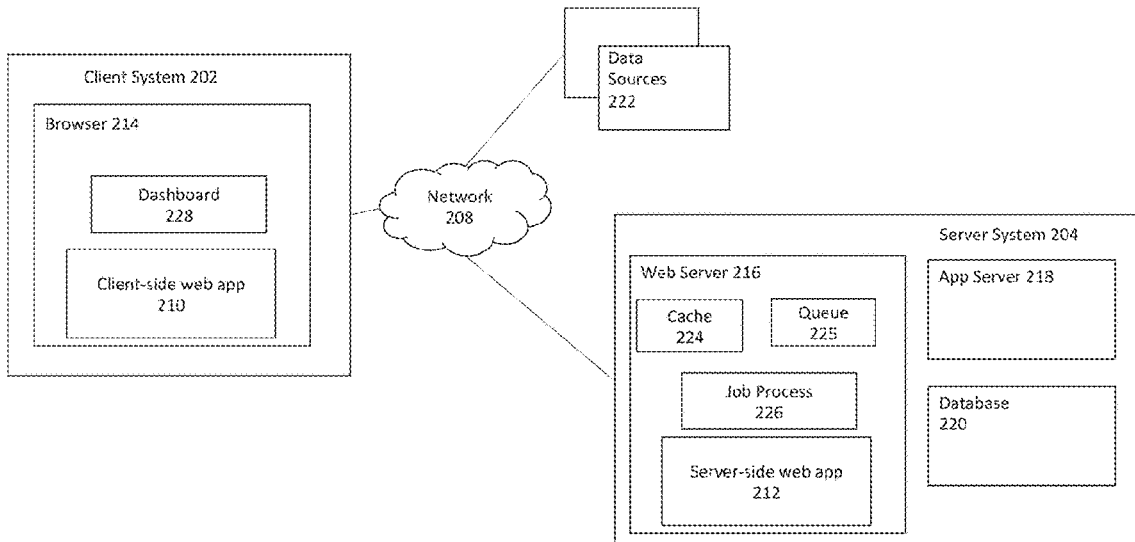 Client System 202
Browser 214
Dashboard
228
Client-side web app
210
Network
208
Data
Sources
222
Server System 204
Web Server 216
Cache
224
Queue
225
Job Process
226
Server-side web app
212
App Server 218
Database
220